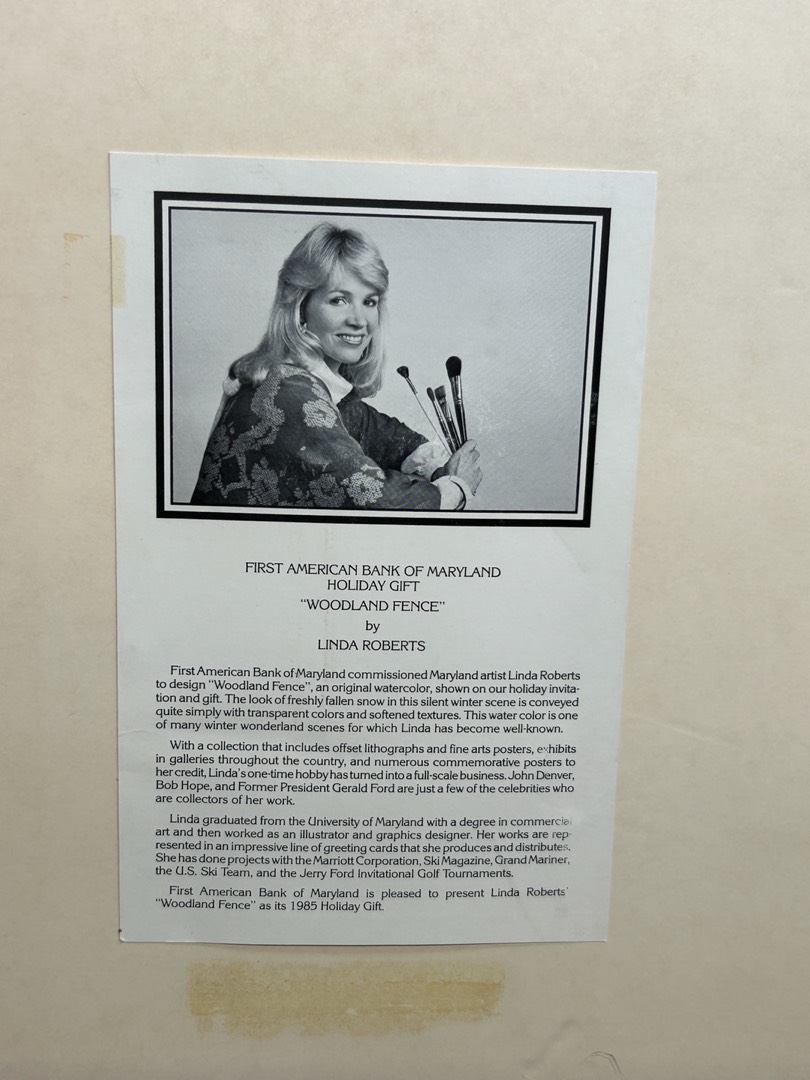 FIRST AMERICAN BANK OF MARYLAND
HOLIDAY GIFT
"WOODLAND FENCE"
by
LINDA ROBERTS
First American Bank of Maryland commissioned Maryland artist Linda Roberts
to design "Woodland Fence", an original watercolor, shown on our holiday invita-
tion and gift. The look of freshly fallen snow in this silent winter scene is conveyed
quite simply with transparent colors and softened textures. This water color is one
of many winter wonderland scenes for which Linda has become well-known.
With a collection that includes offset lithographs and fine arts posters, exhibits
in galleries throughout the country, and numerous commemorative posters to
her credit, Linda's one-time hobby has turned into a full-scale business. John Denver,
Bob Hope, and Former President Gerald Ford are just a few of the celebrities who
are collectors of her work.
Linda graduated from the University of Maryland with a degree in commercial
art and then worked as an illustrator and graphics designer. Her works are rep-
resented in an impressive line of greeting cards that she produces and distributes.
She has done projects with the Marriott Corporation, Ski Magazine, Grand Mariner,
the U.S. Ski Team, and the Jerry Ford Invitational Golf Tournaments.
First American Bank of Maryland is pleased to present Linda Roberts'
"Woodland Fence" as its 1985 Holiday Gift.